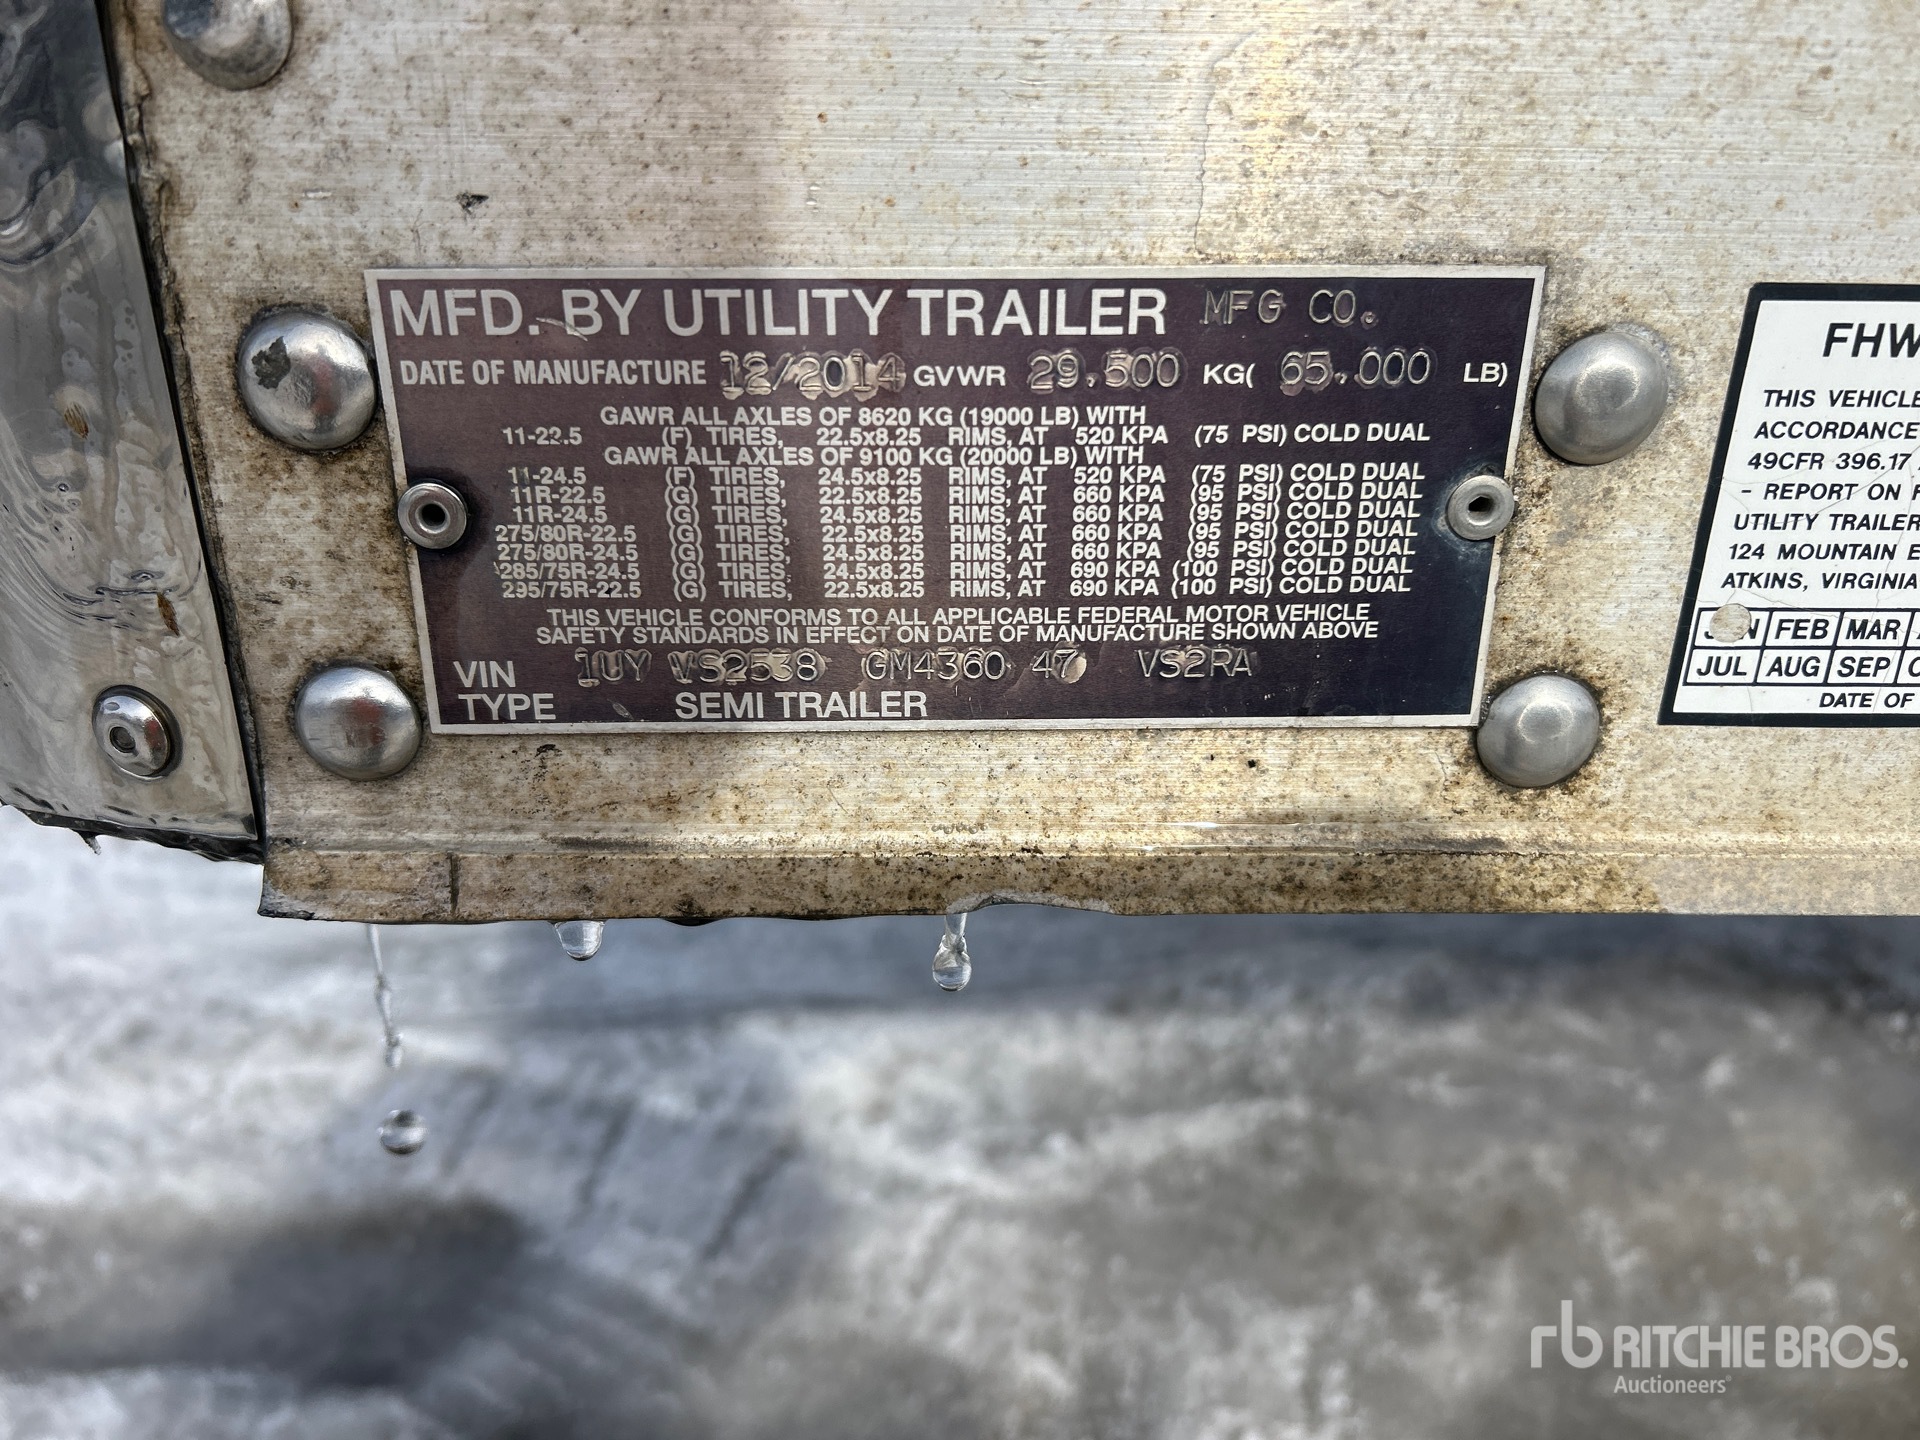 MFD. BY UTILITY TRAILER MFG CO.
DATE OF MANUFACTURE 12/2014 GVWR 29,500 KG( 65,000 LB)
GAWR ALL AXLES OF 8620 KG (19000 LB) WITH
11-22.5 (F) TIRES, 22.5x8.25 RIMS, AT 520 KPA (75 PSI) COLD DUAL
GAWR ALL AXLES OF 9100 KG (20000 LB) WITH
11-24.5 (F) TIRES, 24.5x8.25 RIMS, AT 520 KPA (75 PSI) COLD DUAL
11R-22.5 (G) TIRES, 22.5x8.25 RIMS, AT 660 KPA (95 PSI) COLD DUAL
11R-24.5 (G) TIRES, 24.5x8.25 RIMS, AT 660 KPA (95 PSI) COLD DUAL
275/80R-22.5 (G) TIRES, 22.5x8.25 RIMS, AT 660 KPA (95 PSI) COLD DUAL
275/80R-24.5 (G) TIRES, 24.5x8.25 RIMS, AT 660 KPA (95 PSI) COLD DUAL
285/75R-24.5 (G) TIRES, 24.5x8.25 RIMS, AT 690 KPA (100 PSI) COLD DUAL
295/75R-22.5 (G) TIRES, 22.5x8.25 RIMS, AT 690 KPA (100 PSI) COLD DUAL
THIS VEHICLE CONFORMS TO ALL APPLICABLE FEDERAL MOTOR VEHICLE
SAFETY STANDARDS IN EFFECT ON DATE OF MANUFACTURE SHOWN ABOVE
VIN 1UY VS2538 GM4360 47 VS2RA
TYPE SEMI TRAILER
FHW
THIS VEHICLE
ACCORDANCE
49CFR 396.17
- REPORT ON
UTILITY TRAILER
124 MOUNTAIN E
ATKINS, VIRGINIA
JAN FEB MAR
JUL AUG SEP
DATE OF
rb RITCHIE BROS.
Auctioneers